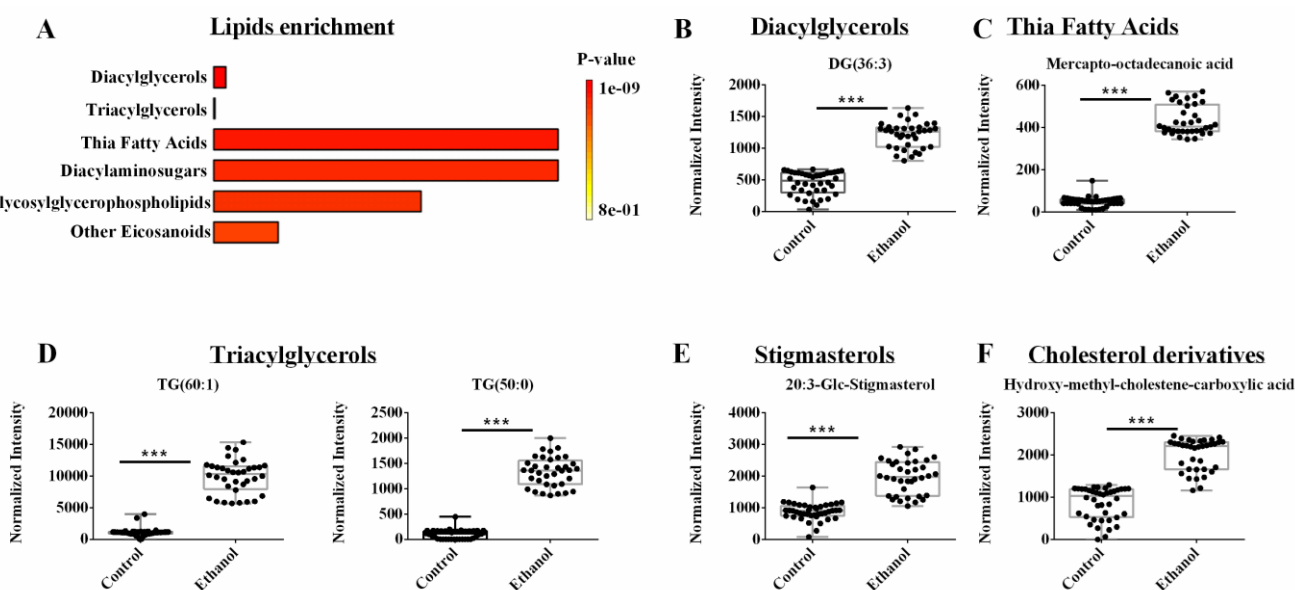 A
Lipids enrichment
Diacylglycerols
Triacylglycerols
Thia Fatty Acids
Diacylaminosugars
lycosylglycerophospholipids
Other Eicosanoids
P-value
1e-09
8e-01
B
Diacylglycerols
DG(36:3)
Normalized Intensity
2000
1500
1000
500
0
***
Control
Ethanol
C
Thia Fatty Acids
Mercapto-octadecanoic acid
Normalized Intensity
600
400
200
0
***
Control
Ethanol
D
Triacylglycerols
TG(60:1)
Normalized Intensity
20000
15000
10000
5000
0
***
Control
Ethanol
TG(50:0)
Normalized Intensity
2500
2000
1500
1000
500
0
***
Control
Ethanol
E
Stigmasterols
20:3-Glc-Stigmasterol
Normalized Intensity
4000
3000
2000
1000
0
***
Control
Ethanol
F
Cholesterol derivatives
Hydroxy-methyl-cholestene-carboxylic acid
Normalized Intensity
3000
2000
1000
0
***
Control
Ethanol